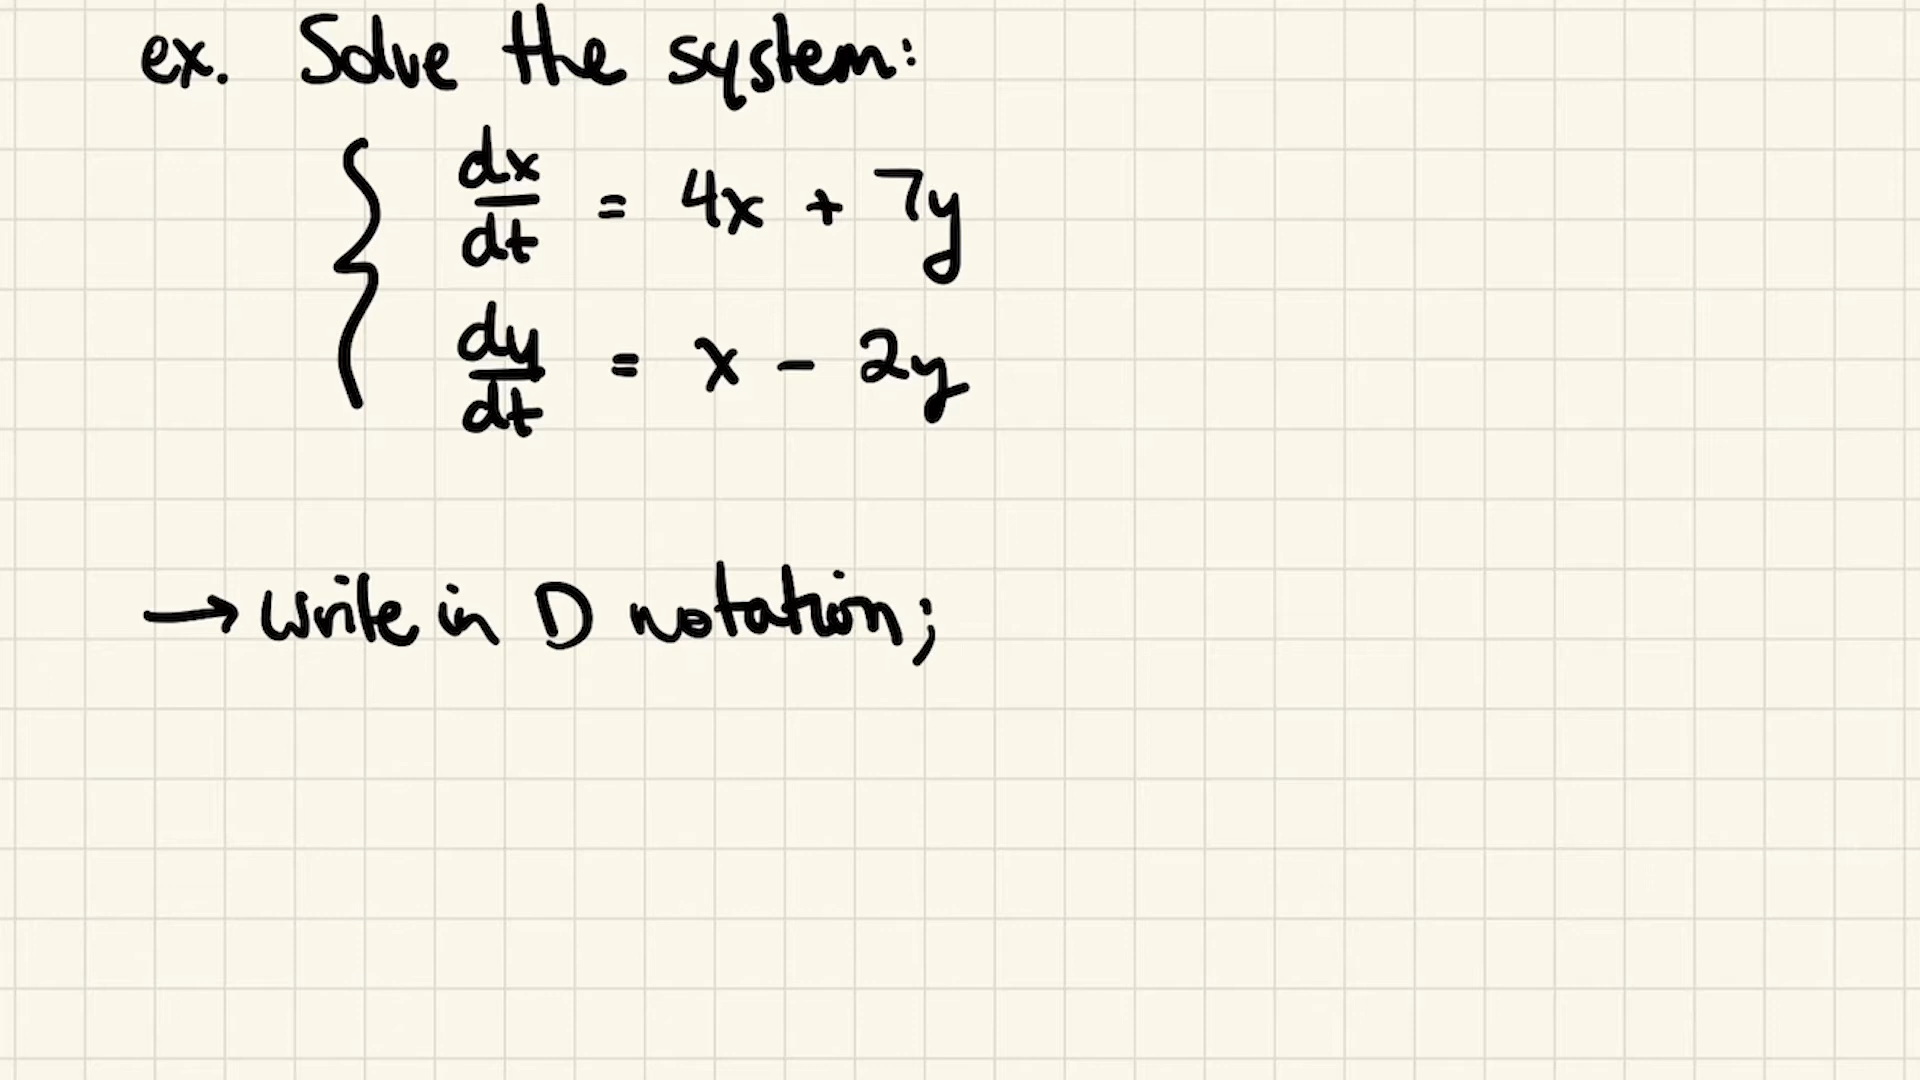 ex. Solve the system:
dx/dt = 4x + 7y
dy/dt = x - 2y
→ write in D notation;